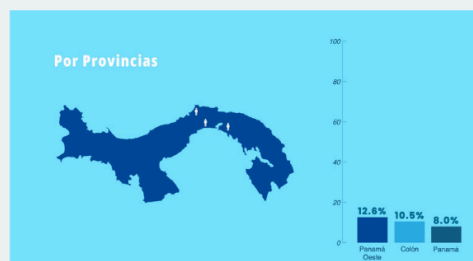 Por Provincias
100
80
60
40
20
0
12.6%
10.5%
8.0%
Panamá
Oeste
Colón
Panamá